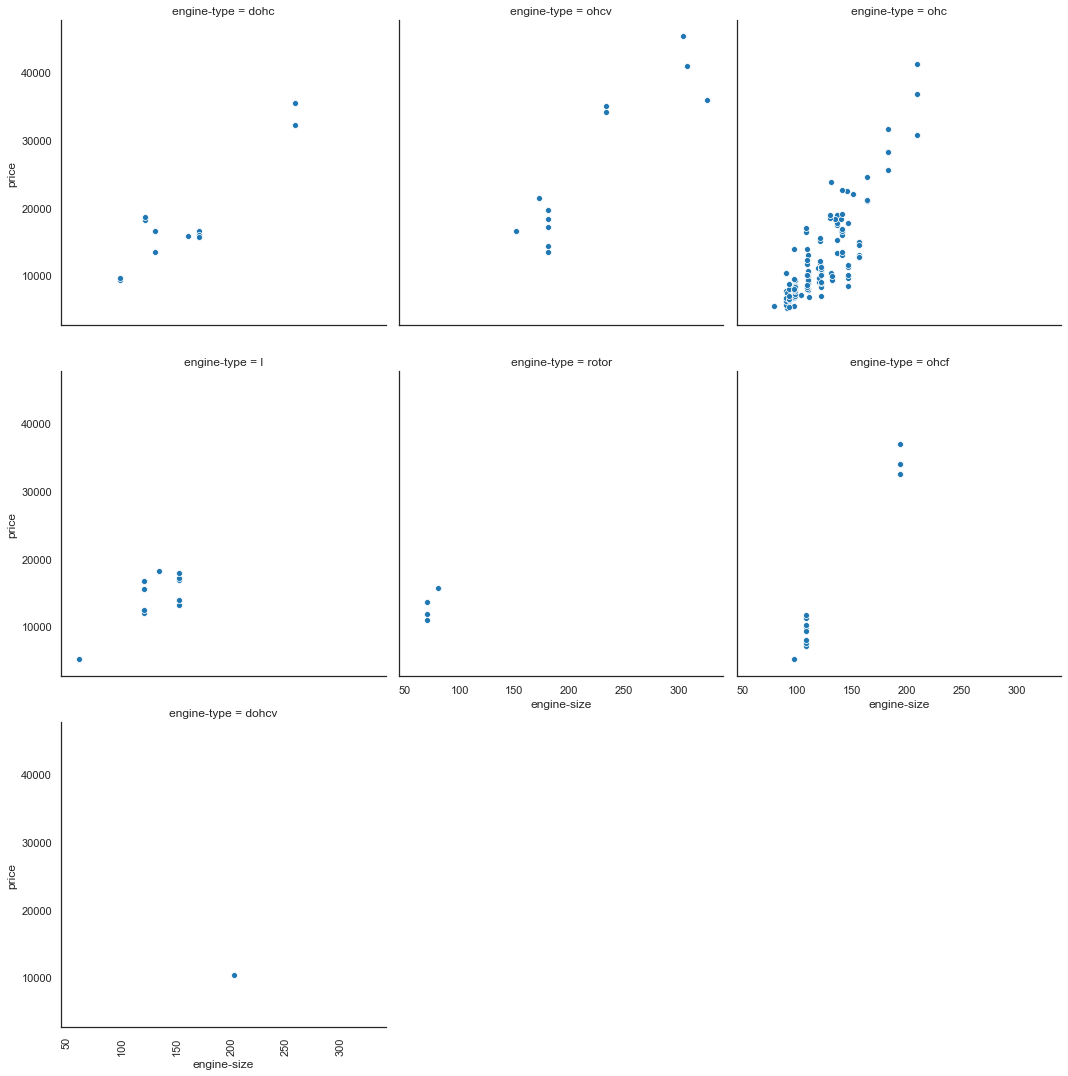 engine-type = dohc
engine-type = ohcv
engine-type = ohc
40000
30000
20000
10000
price
engine-type = l
engine-type = rotor
engine-type = ohcf
40000
30000
20000
10000
price
50 100 150 200 250 300
engine-size
50 100 150 200 250 300
engine-size
engine-type = dohcv
40000
30000
20000
10000
price
50 100 150 200 250 300
engine-size